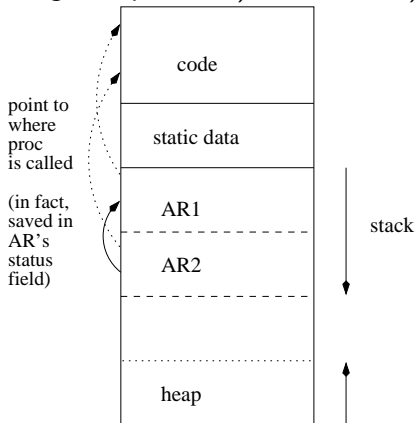 code
point to
where
proc
is called
static data
(in fact,
saved in
AR's
status
field)
AR1
stack
AR2
heap